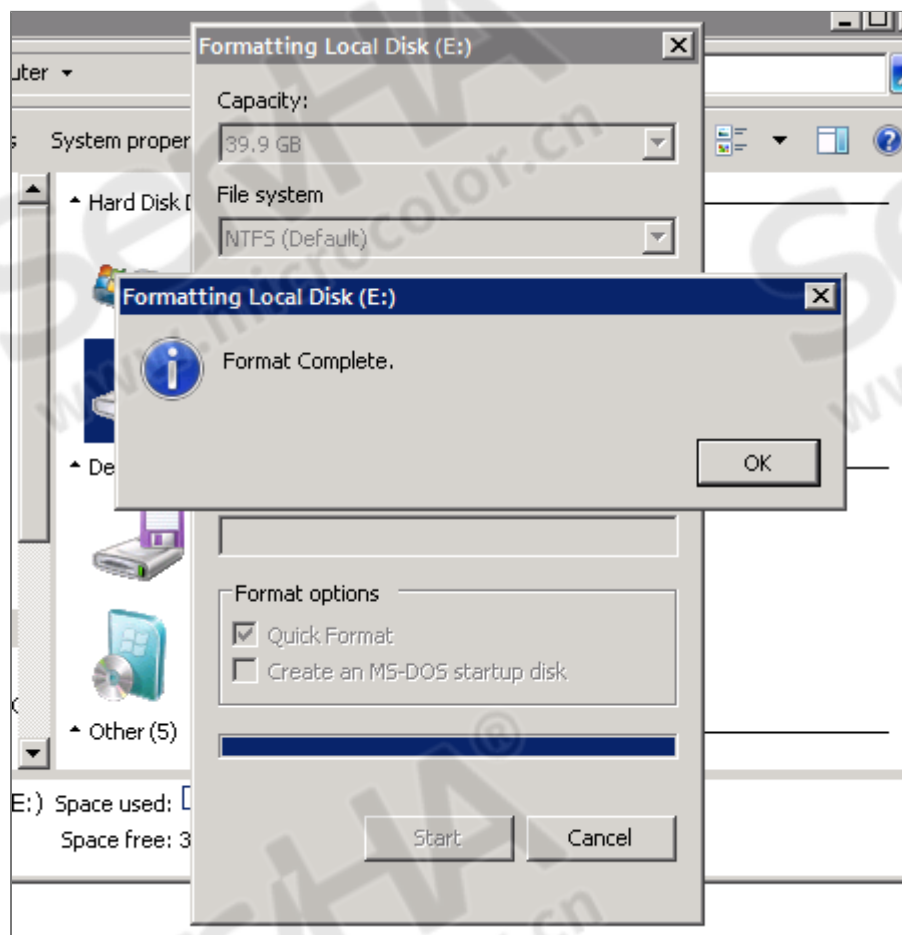 Formatting Local Disk (E:)
uter
Capacity:
39.9 GB
System proper
File system
Hard Disk D
NTFS (Default)
Formatting Local Disk (E:)
Format Complete.
OK
De
Format options
Quick Format
Create an MS-DOS startup disk
Other (5)
E:) Space used:
Space free: 3
Start
Cancel
SerHA®
www.microcolor.cn